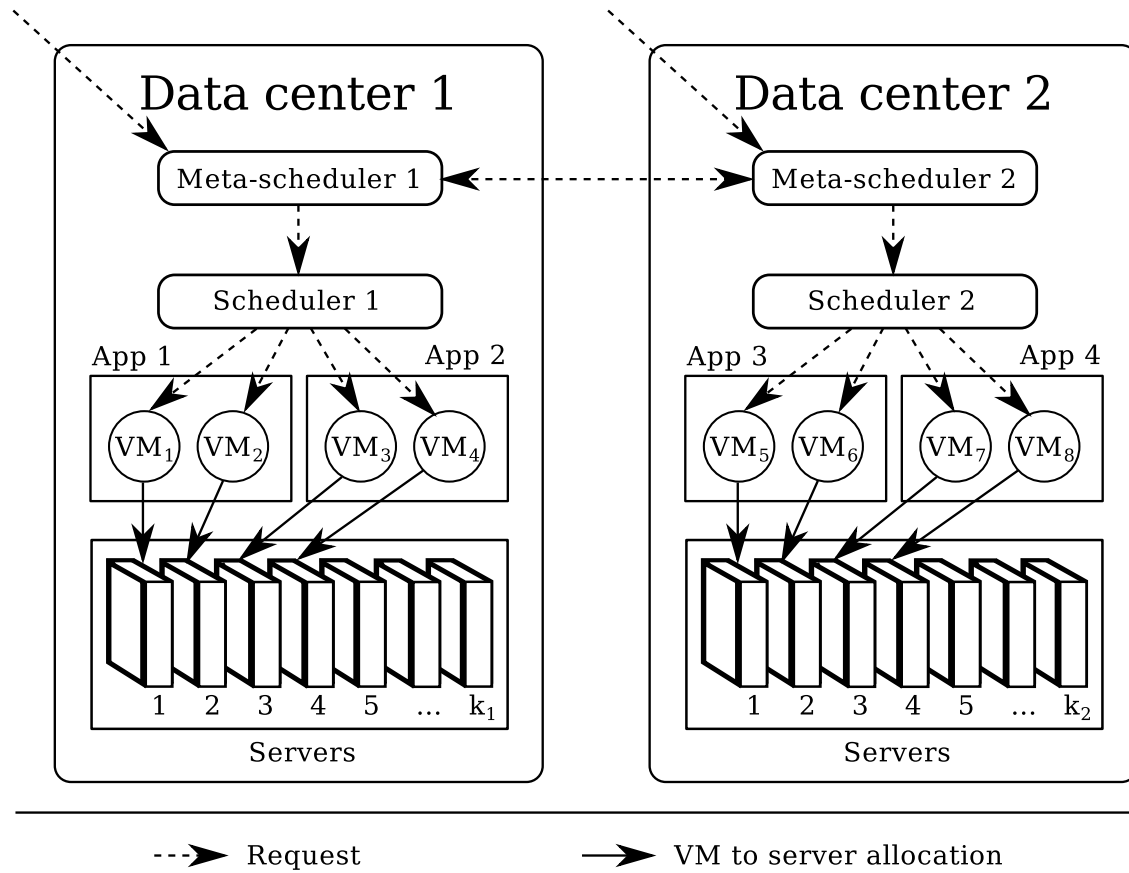 Data center 1
Meta-scheduler 1
Scheduler 1
App 1
App 2
VM₁
VM₂
VM₃
VM₄
1 2 3 4 5 ... k₁
Servers
Data center 2
Meta-scheduler 2
Scheduler 2
App 3
App 4
VM₅
VM₆
VM₇
VM₈
1 2 3 4 5 ... k₂
Servers
Request
VM to server allocation